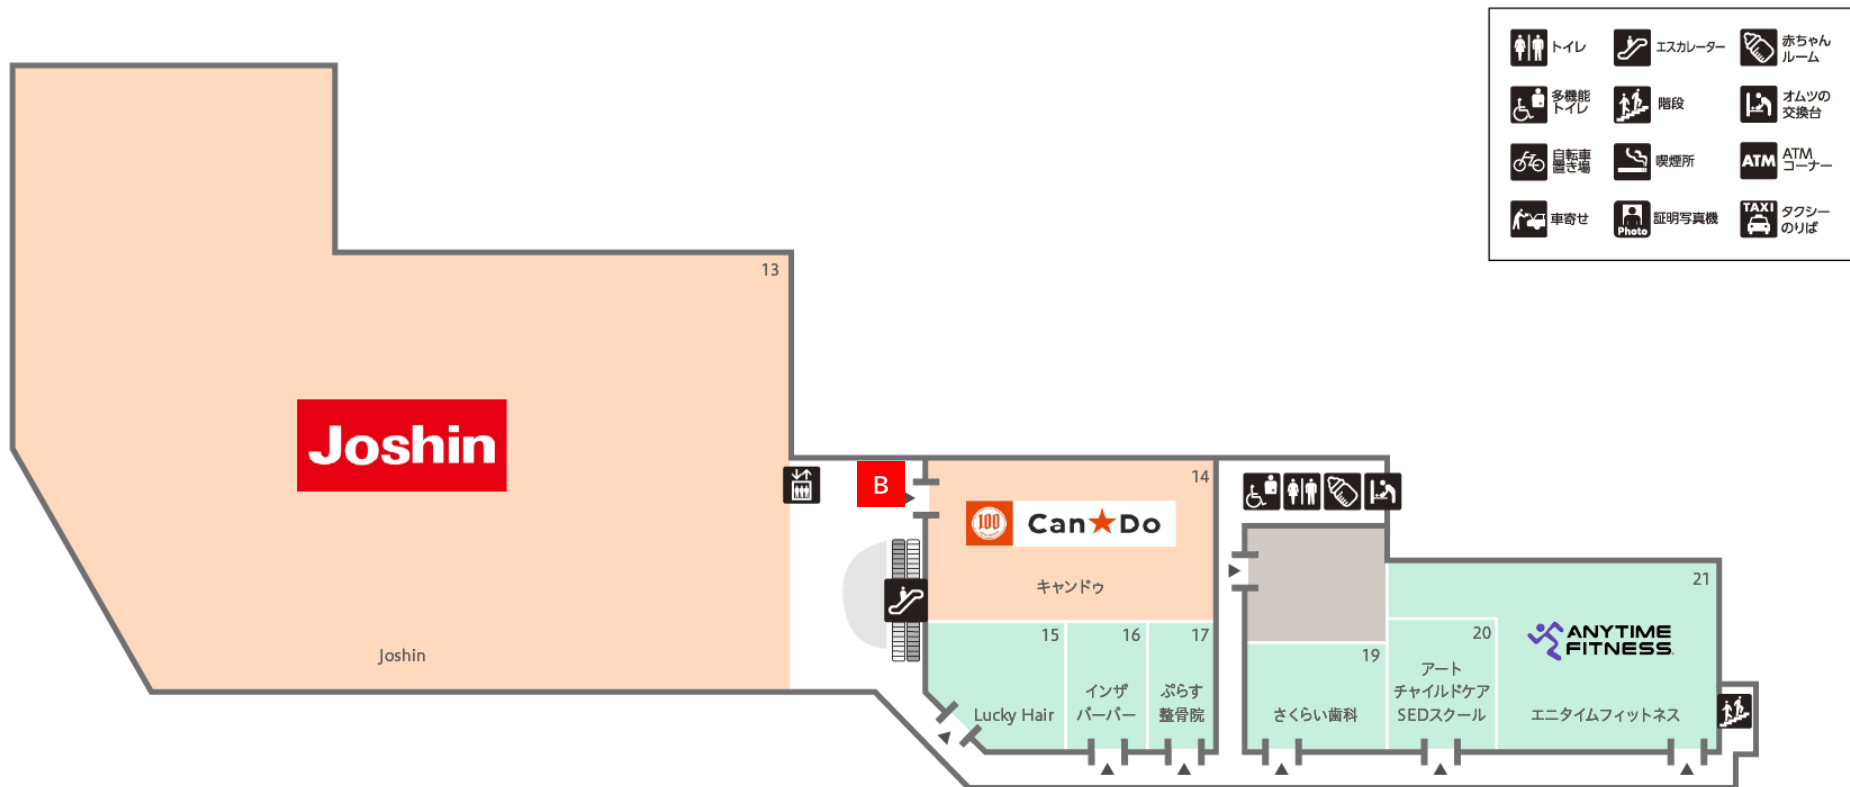 トイレ
エスカレーター
赤ちゃん
ルーム
多機能
トイレ
階段
オムツの
交換台
自転車
置き場
喫煙所
ATM
ATM
コーナー
車寄せ
Photo
証明写真機
TAXI
タクシー
のりば
13
Joshin
Joshin
B
14
100
Can★Do
キャンドゥ
15
Lucky Hair
16
インザ
バーバー
17
ぷらす
整骨院
19
さくらい歯科
20
アート
チャイルドケア
SEDスクール
21
ANYTIME
FITNESS
エニタイムフィットネス